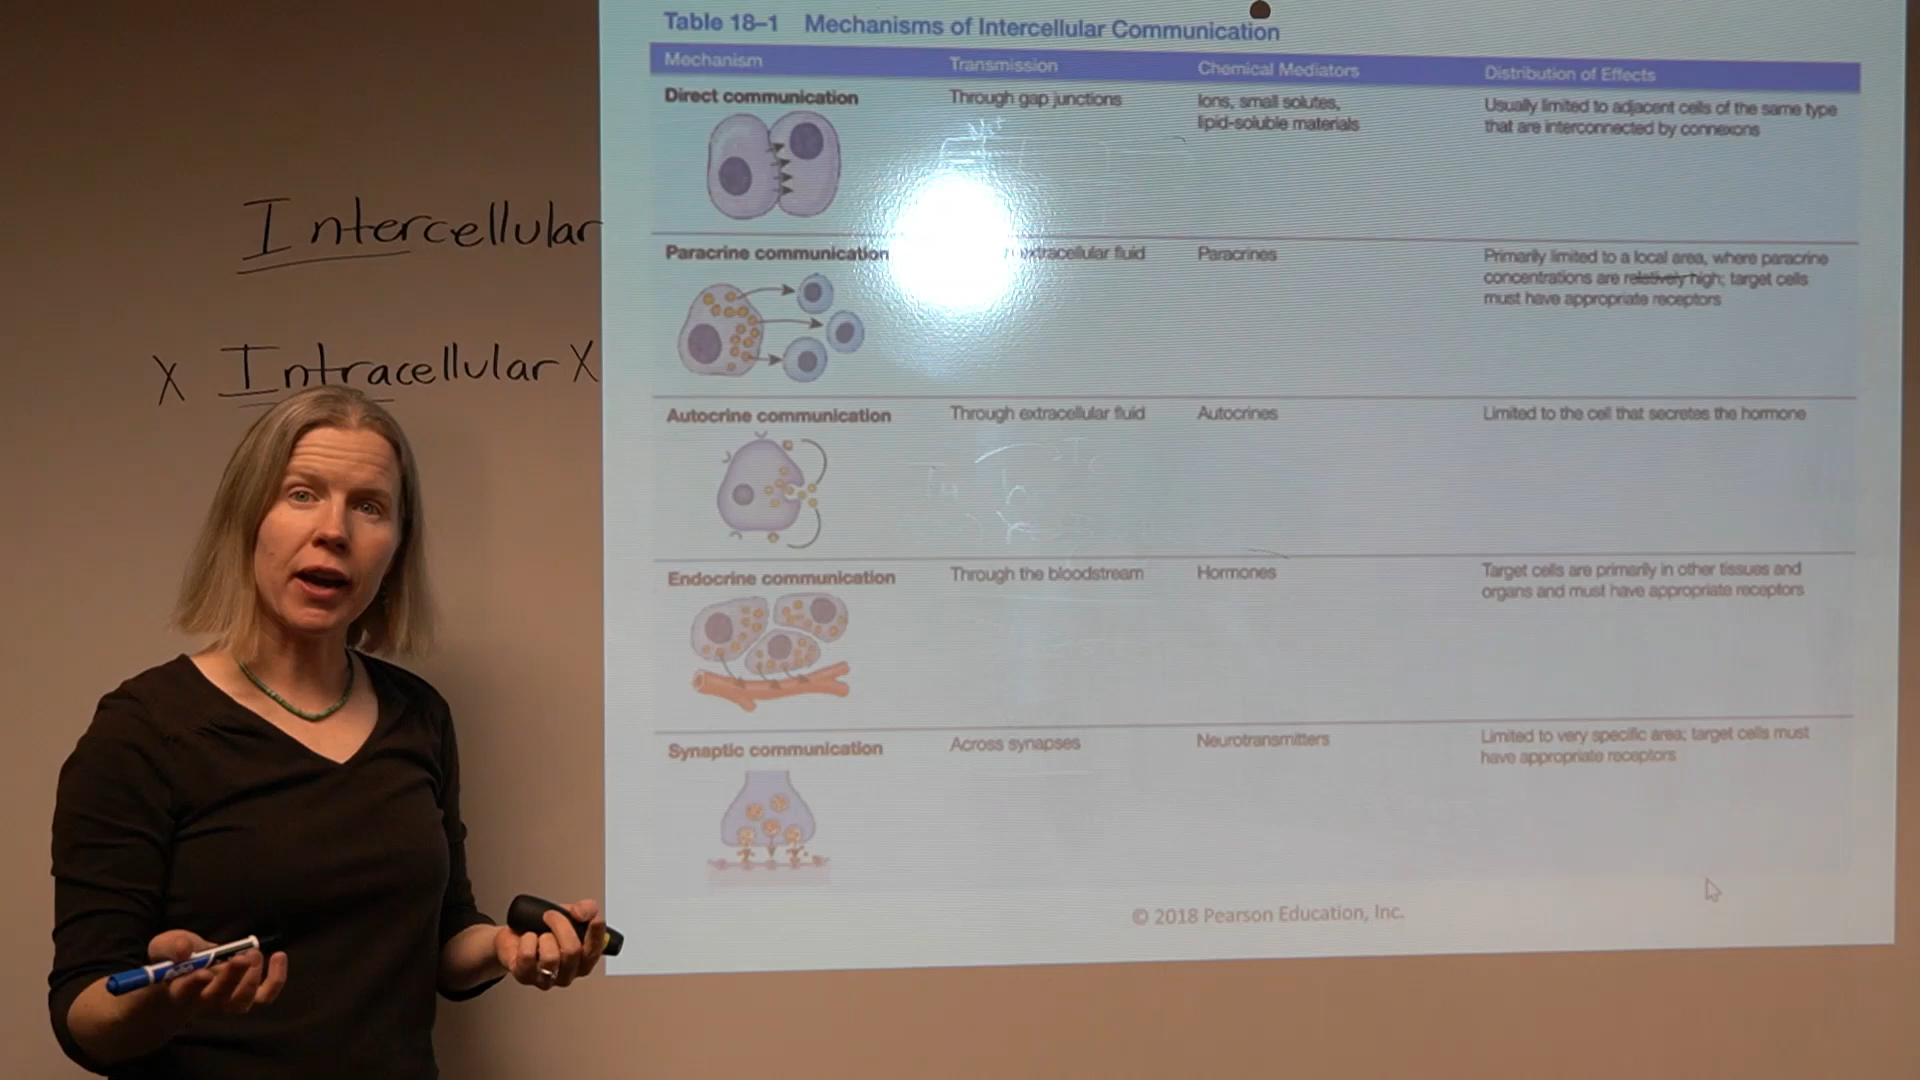 Table 18–1 Mechanisms of Intercellular Communication
Mechanism Transmission Chemical Mediators Distribution of Effects
Direct communication
Through gap junctions
Ions, small solutes,
lipid-soluble materials
Usually limited to adjacent cells of the same type
that are interconnected by connexons
Intercellular
X Intracellular X
Paracrine communication
extracellular fluid
Paracrines
Primarily limited to a local area, where paracrine
concentrations are relatively high; target cells
must have appropriate receptors
Autocrine communication
Through extracellular fluid
Autocrines
Limited to the cell that secretes the hormone
Endocrine communication
Through the bloodstream
Hormones
Target cells are primarily in other tissues and
organs and must have appropriate receptors
Synaptic communication
Across synapses
Neurotransmitters
Limited to very specific area; target cells must
have appropriate receptors
© 2018 Pearson Education, Inc.